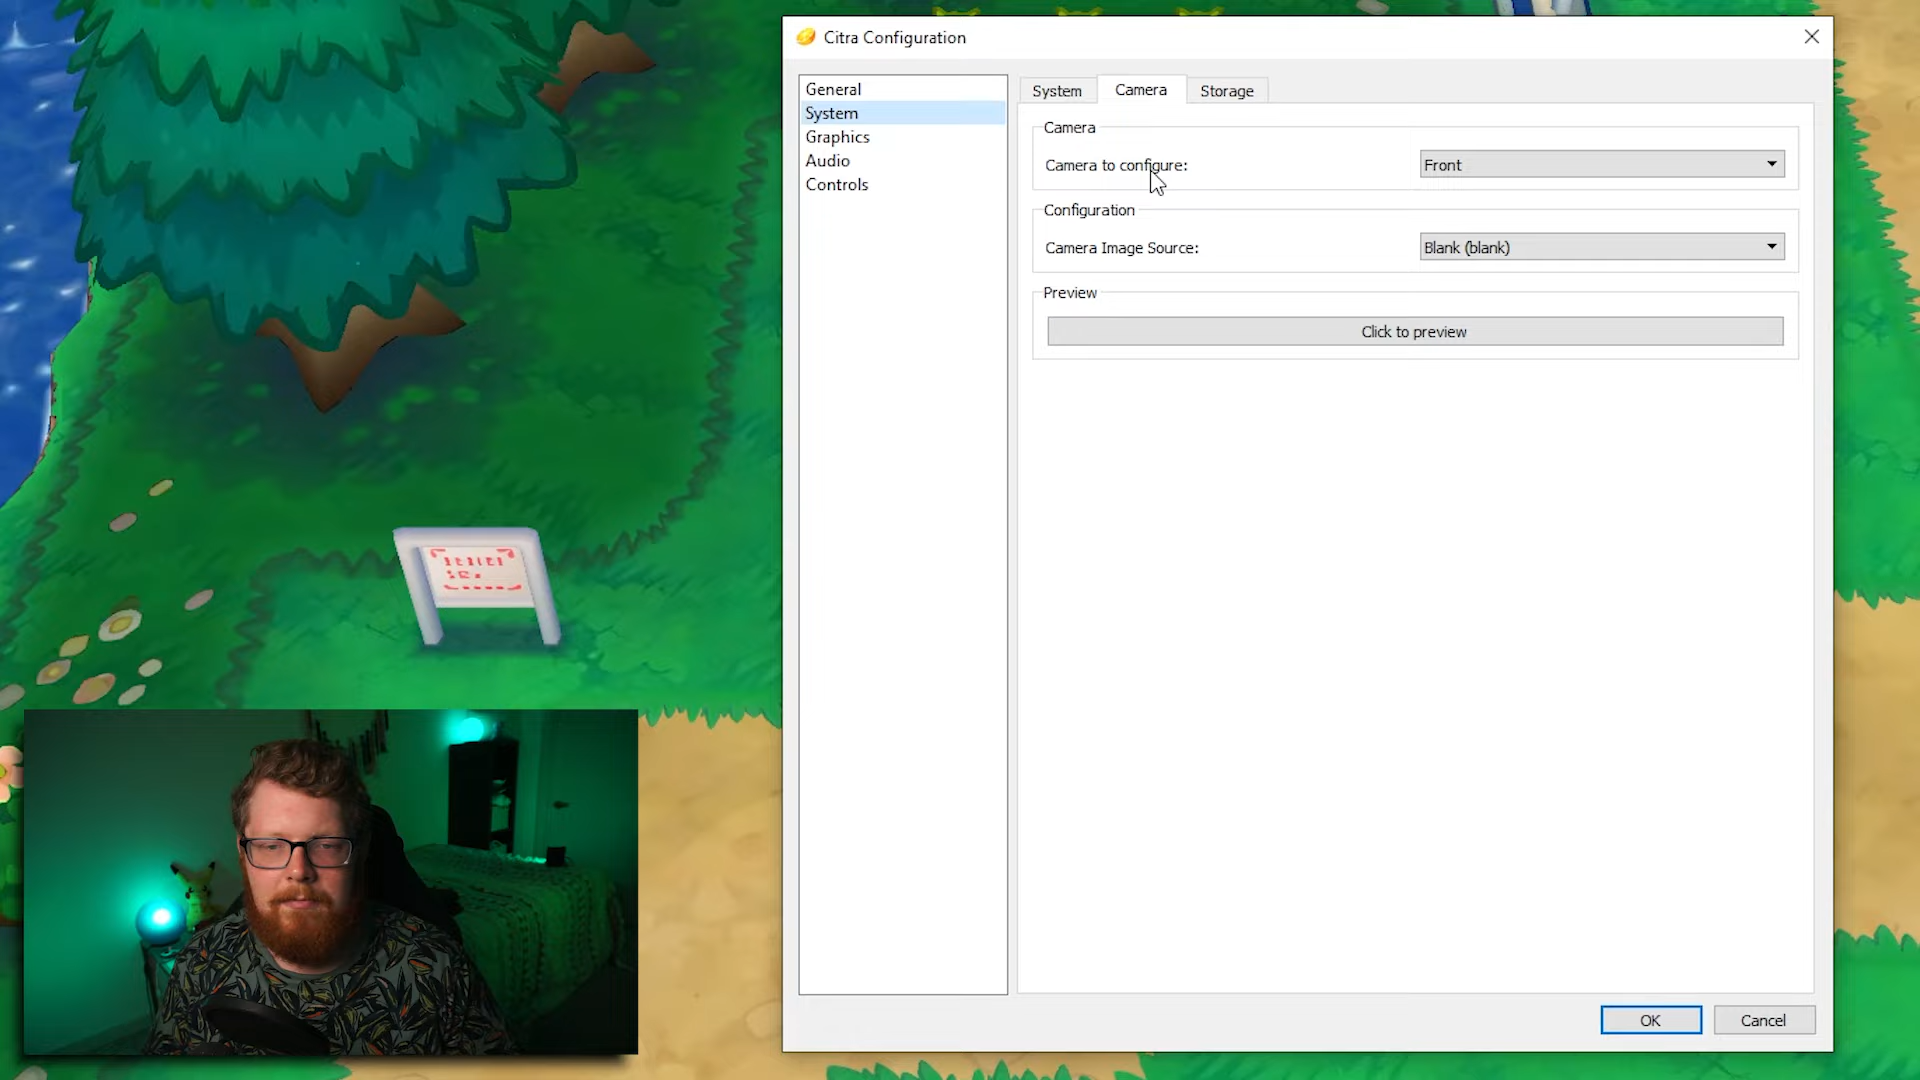 Citra Configuration
General
System
Graphics
Audio
Controls
System Camera Storage
Camera
Camera to configure: Front
Configuration
Camera Image Source: Blank (blank)
Preview
Click to preview
OK Cancel